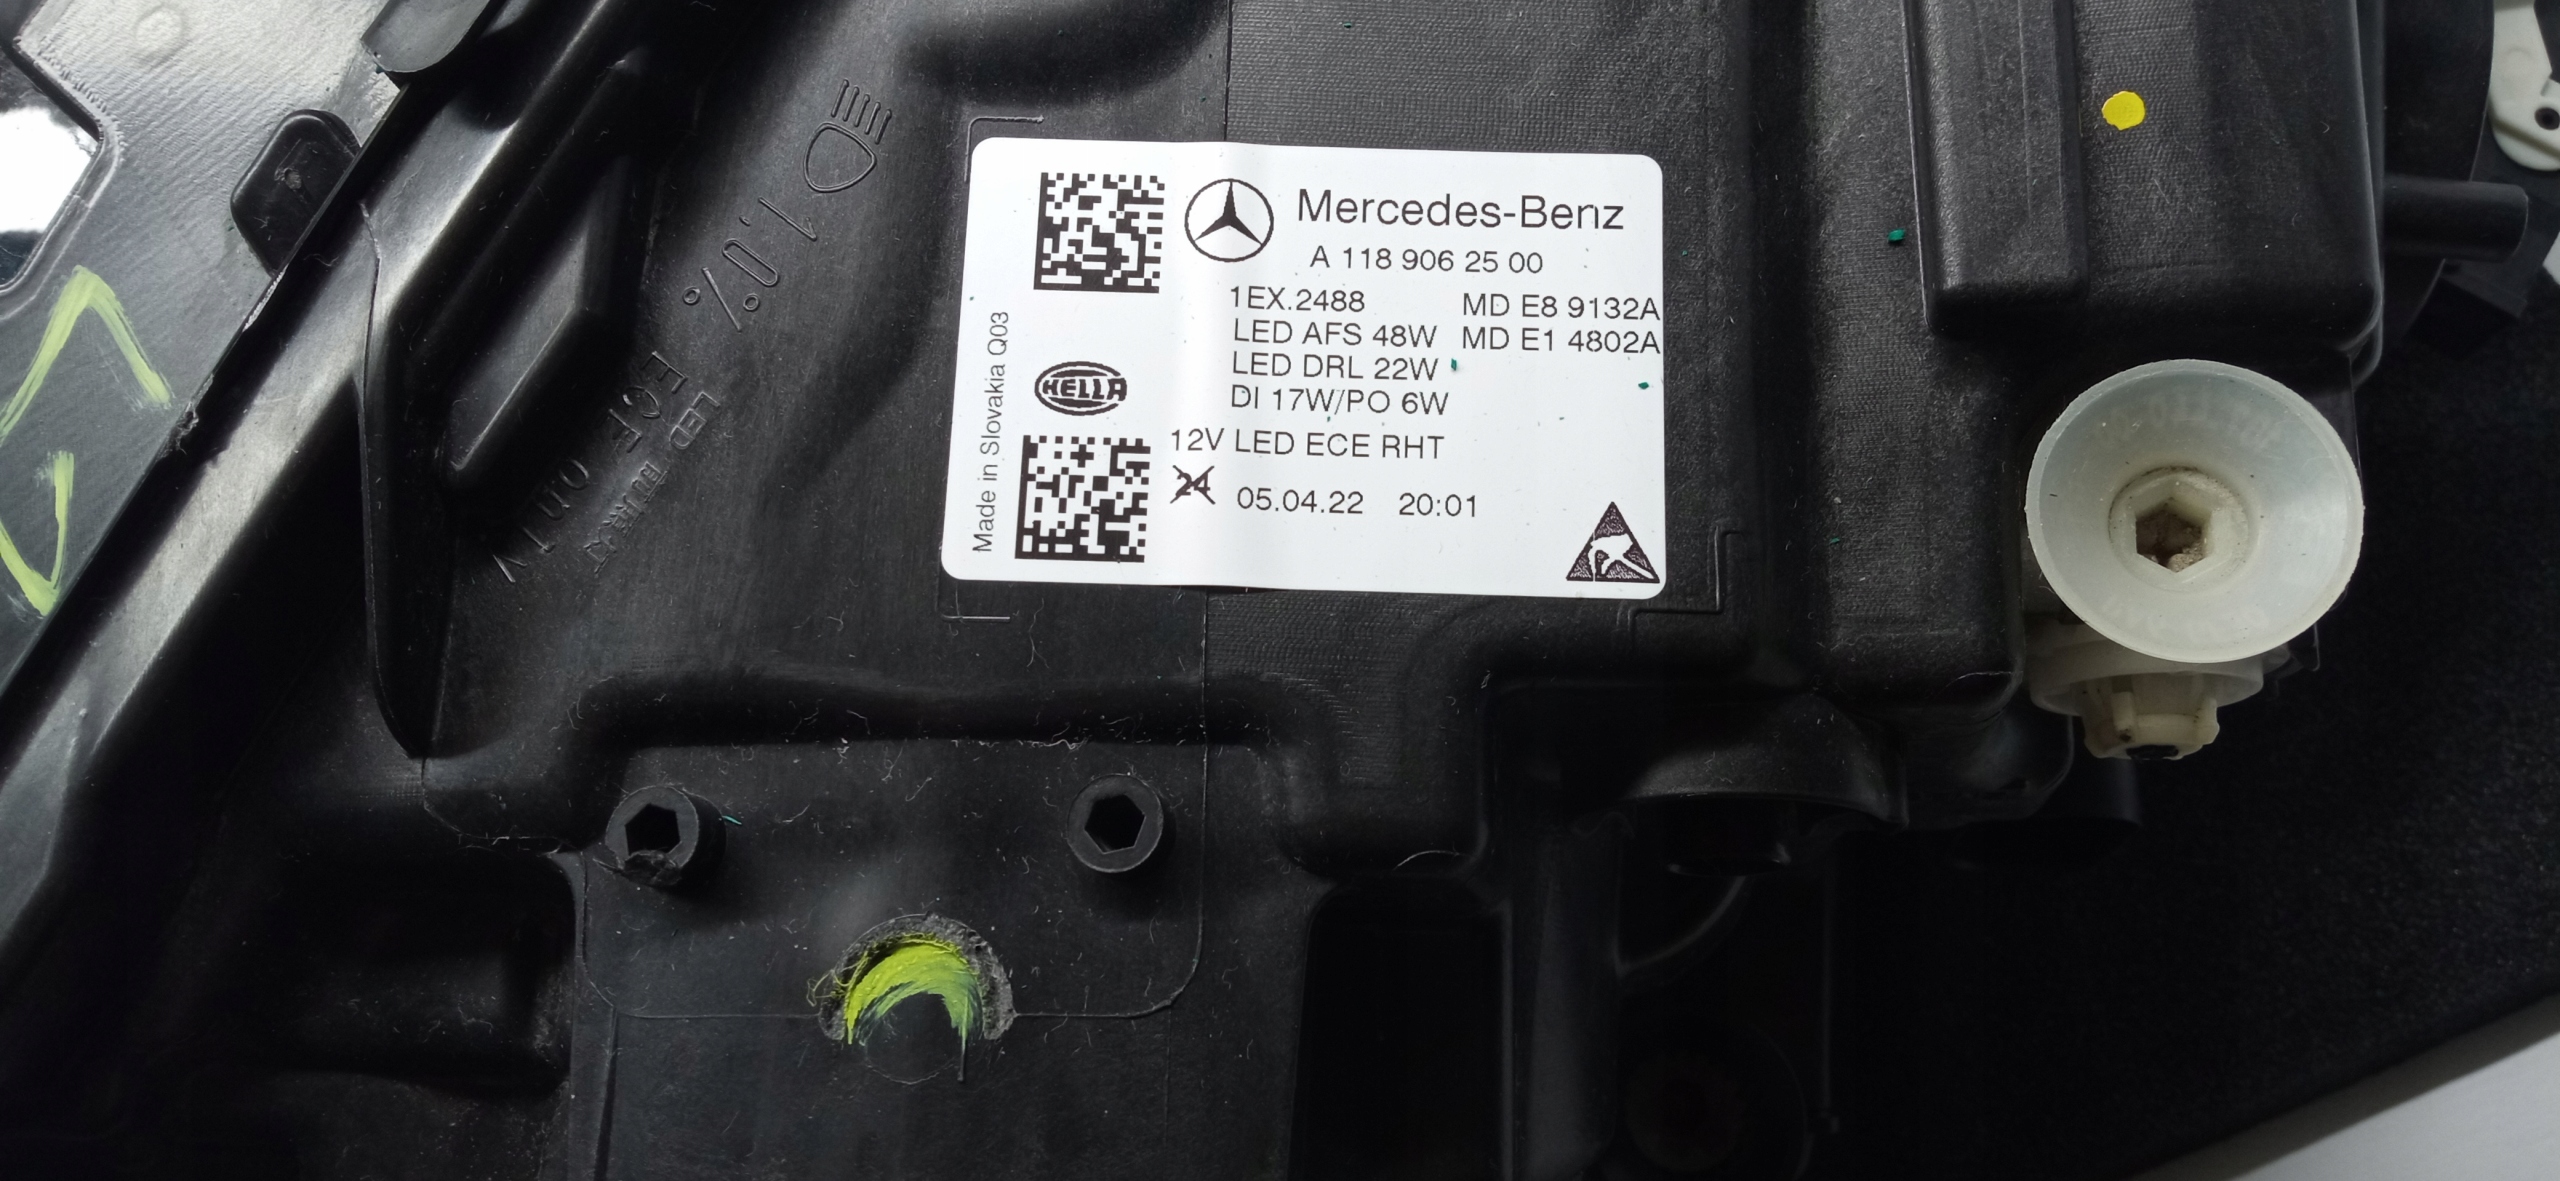 Mercedes-Benz
A 118 906 25 00
1EX.2488 MD E8 9132A
LED AFS 48W MD E1 4802A
LED DRL 22W
DI 17W/PO 6W
12V LED ECE RHT
24 05.04.22 20:01
HELLA
Made in Slovakia Q03
1.0%
ECE only
LED